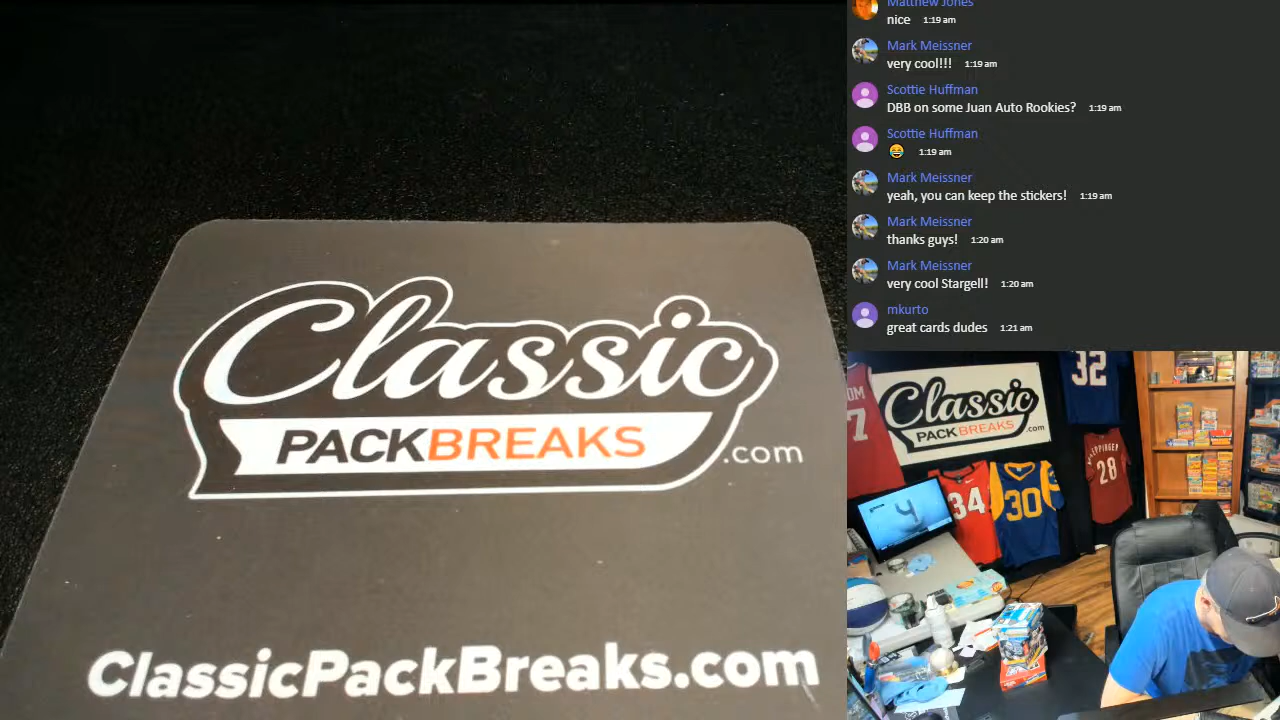 Matthew Jones
nice 1:19 am
Mark Meissner
very cool!!! 1:19 am
Scottie Huffman
DBB on some Juan Auto Rookies? 1:19 am
Scottie Huffman
😂 1:19 am
Mark Meissner
yeah, you can keep the stickers! 1:19 am
Mark Meissner
thanks guys! 1:20 am
Mark Meissner
very cool Stargell! 1:20 am
mkurto
great cards dudes 1:21 am
Classic
PACKBREAKS
.com
ClassicPackBreaks.com
Classic
PACKBREAKS
.com
32
7
34
30
28